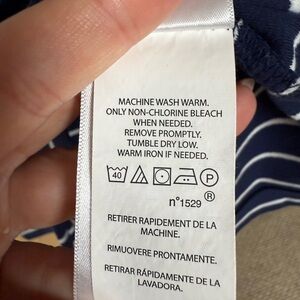 MACHINE WASH WARM.
ONLY NON-CHLORINE BLEACH
WHEN NEEDED.
REMOVE PROMPTLY.
TUMBLE DRY LOW.
WARM IRON IF NEEDED.
40 P
n°1529 ®
RETIRER RAPIDEMENT DE LA
MACHINE.
RIMUOVERE PRONTAMENTE.
RETIRAR RÁPIDAMENTE DE LA
LAVADORA.